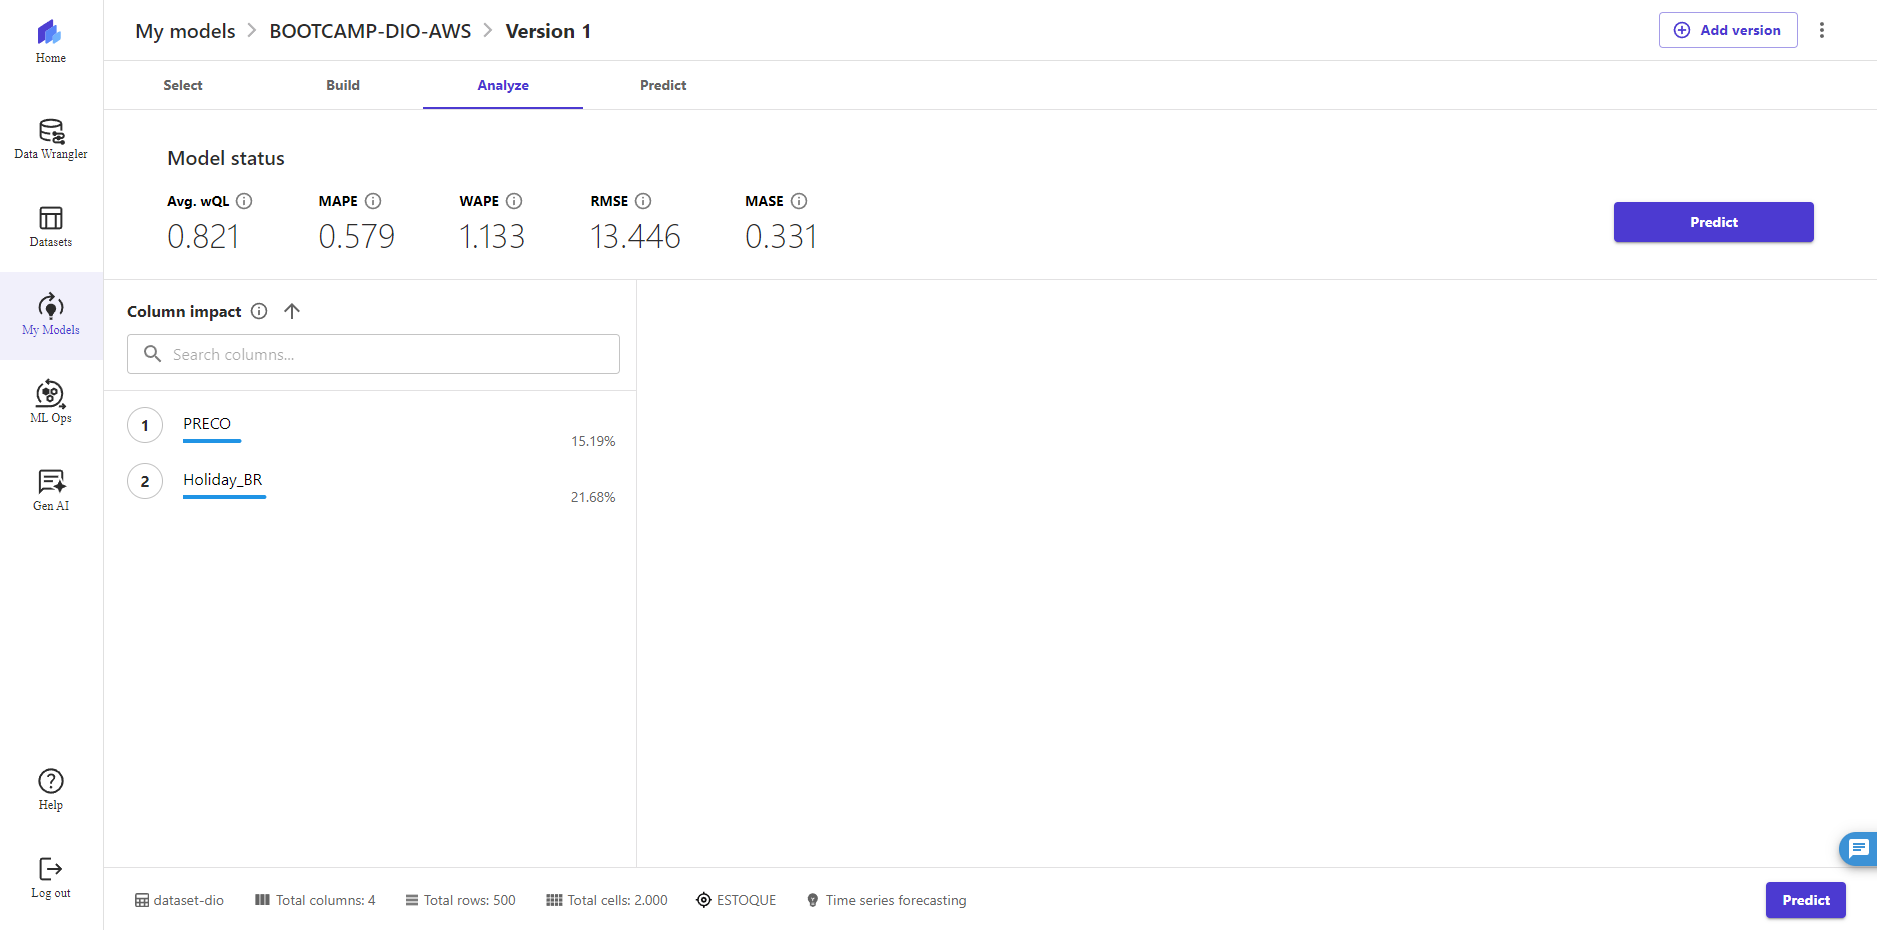 Home
Data Wrangler
Datasets
My Models
ML Ops
Gen AI
Help
Log out
My models > BOOTCAMP-DIO-AWS > Version 1
Add version
Select Build Analyze Predict
Model status
Avg. wQL MAPE WAPE RMSE MASE
0.821 0.579 1.133 13.446 0.331
Predict
Column impact
Search columns...
1 PRECO
15.19%
2 Holiday_BR
21.68%
dataset-dio Total columns: 4 Total rows: 500 Total cells: 2.000 ESTOQUE Time series forecasting
Predict